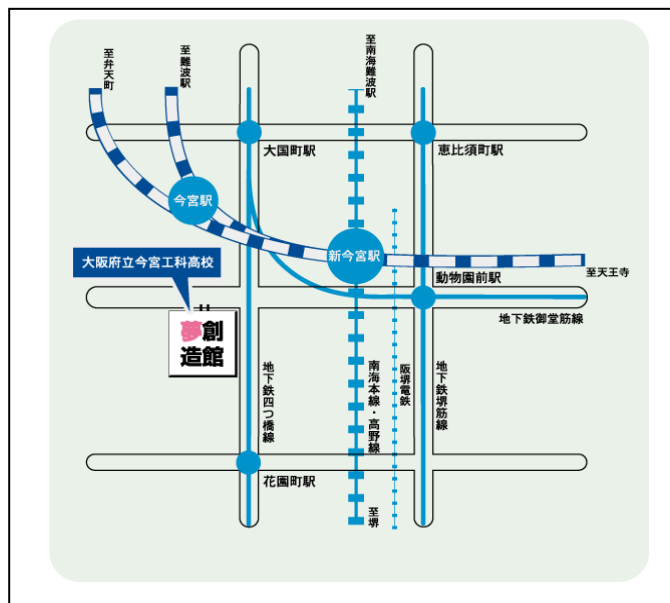 至弁天町
至難波駅
至南海難波駅
大国町駅
恵比須町駅
今宮駅
大阪府立今宮工科高校
新今宮駅
動物園前駅
至天王寺
地下鉄御堂筋線
夢創
造館
地下鉄四つ橋線
南海本線・高野線
阪堺電鉄
地下鉄堺筋線
花園町駅
至堺